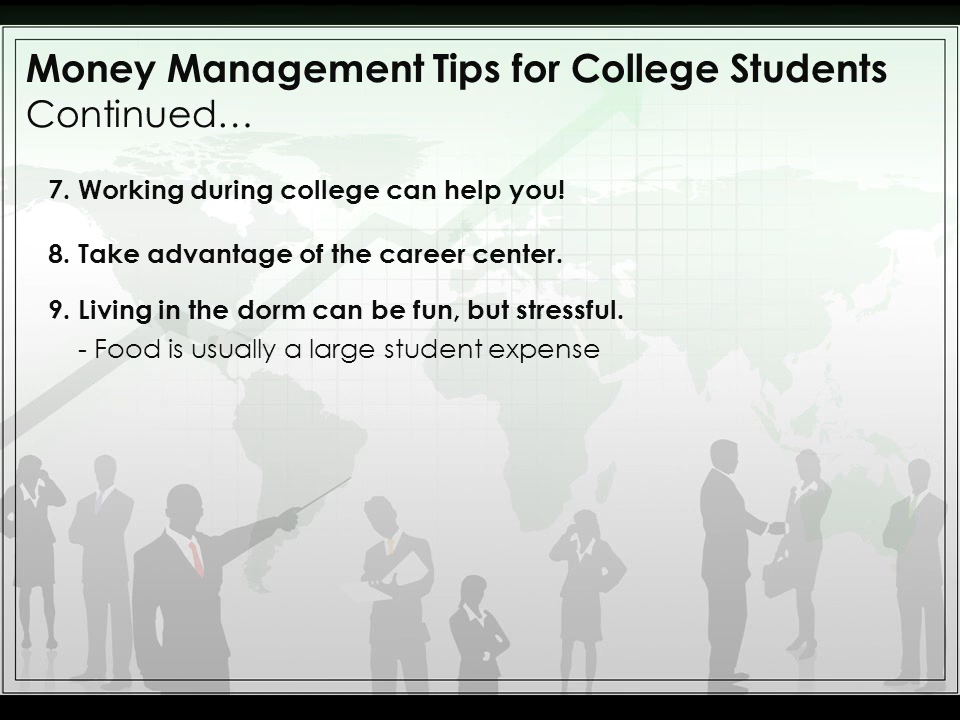 Money Management Tips for College Students
Continued…
7. Working during college can help you!
8. Take advantage of the career center.
9. Living in the dorm can be fun, but stressful.
- Food is usually a large student expense